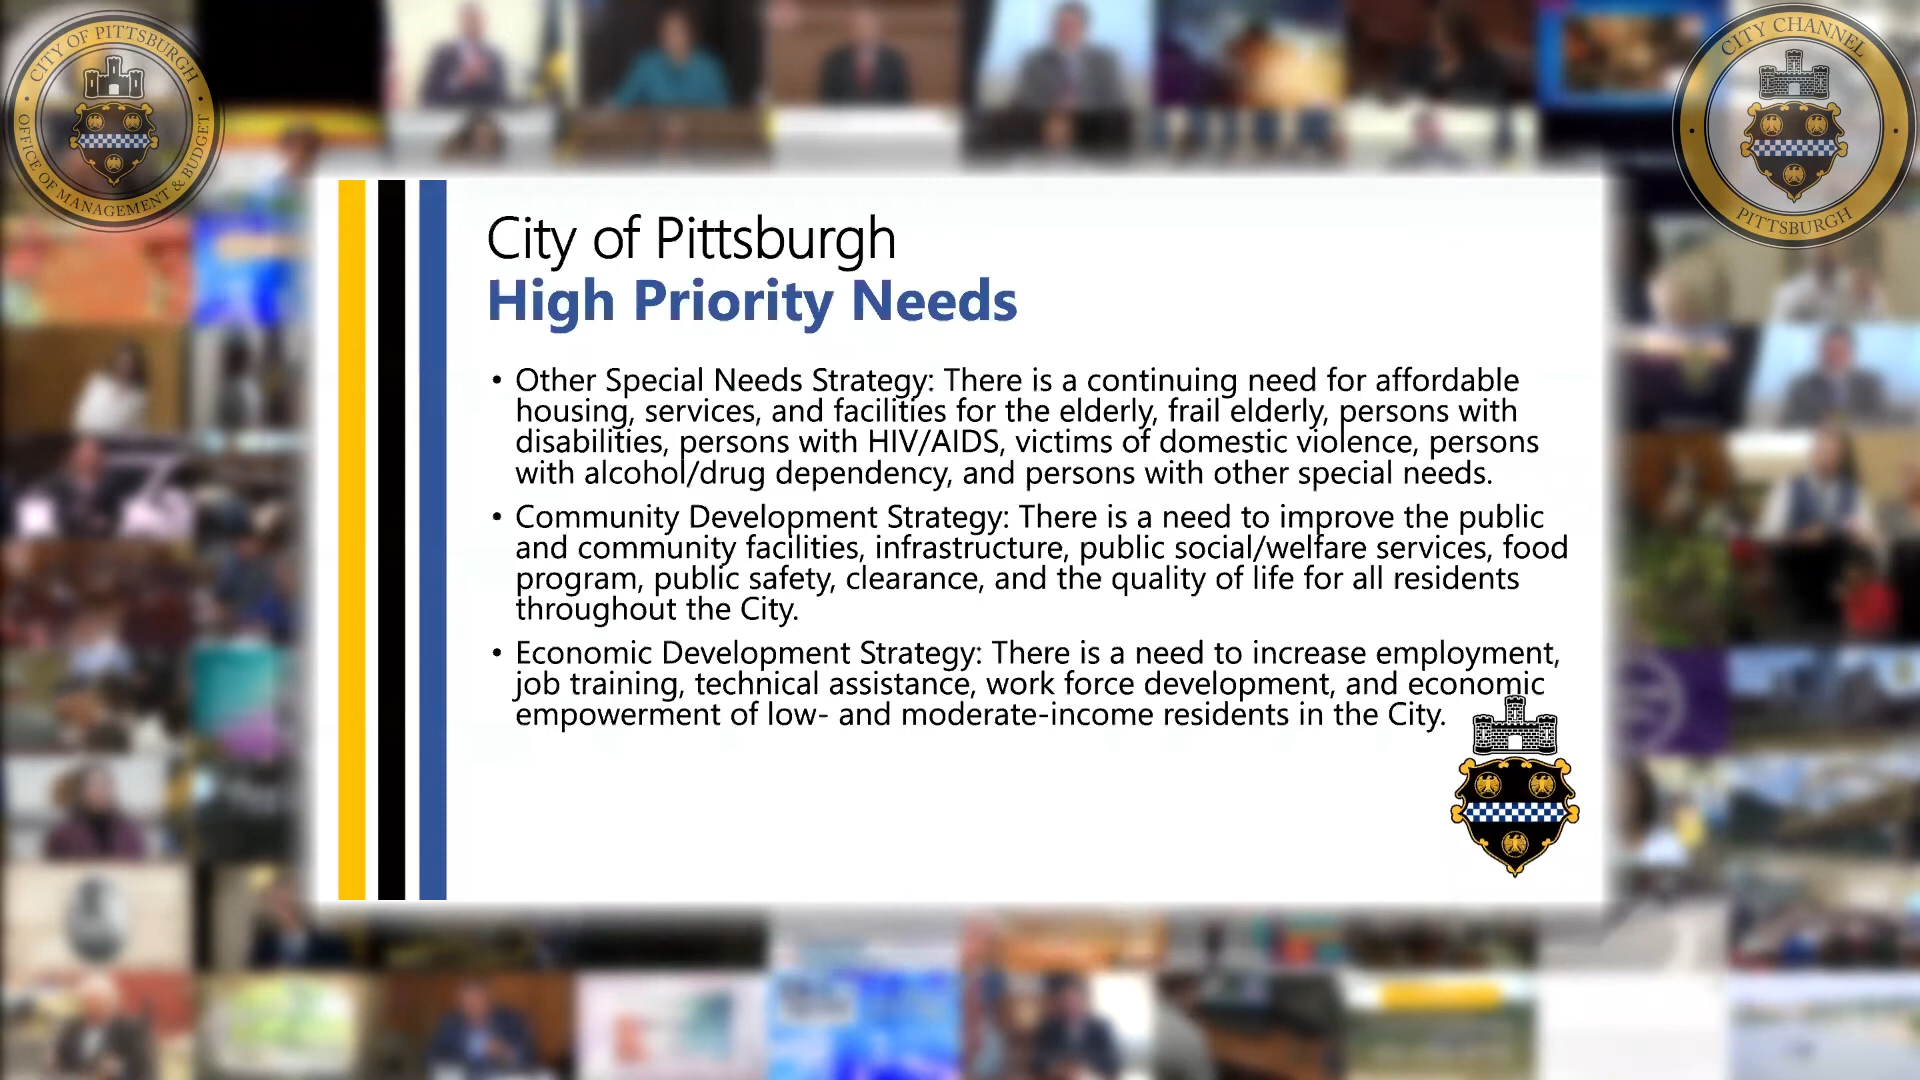 CITY OF PITTSBURGH
OFFICE OF MANAGEMENT & BUDGET
CITY CHANNEL
PITTSBURGH
City of Pittsburgh
High Priority Needs
• Other Special Needs Strategy: There is a continuing need for affordable
housing, services, and facilities for the elderly, frail elderly, persons with
disabilities, persons with HIV/AIDS, victims of domestic violence, persons
with alcohol/drug dependency, and persons with other special needs.
• Community Development Strategy: There is a need to improve the public
and community facilities, infrastructure, public social/welfare services, food
program, public safety, clearance, and the quality of life for all residents
throughout the City.
• Economic Development Strategy: There is a need to increase employment,
job training, technical assistance, work force development, and economic
empowerment of low- and moderate-income residents in the City.